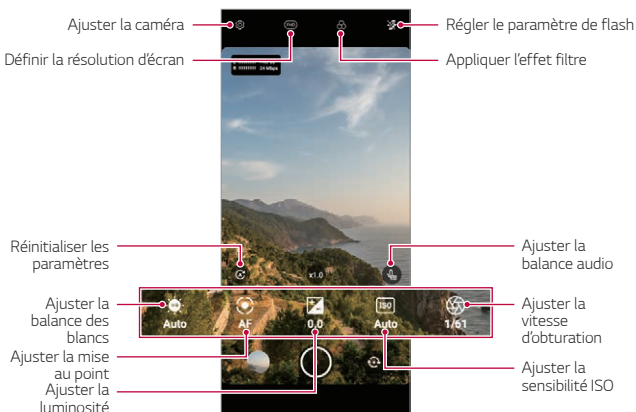 Ajuster la caméra
Régler le paramètre de flash
Définir la résolution d'écran
Appliquer l'effet filtre
FHD
24 Mbps
Réinitialiser les
paramètres
x1.0
Ajuster la
balance audio
Ajuster la
balance des
blancs
Auto
AF
0.0
ISO
Auto
1/61
Ajuster la
vitesse
d'obturation
Ajuster la mise
au point
Ajuster la
luminosité
Ajuster la
sensibilité ISO